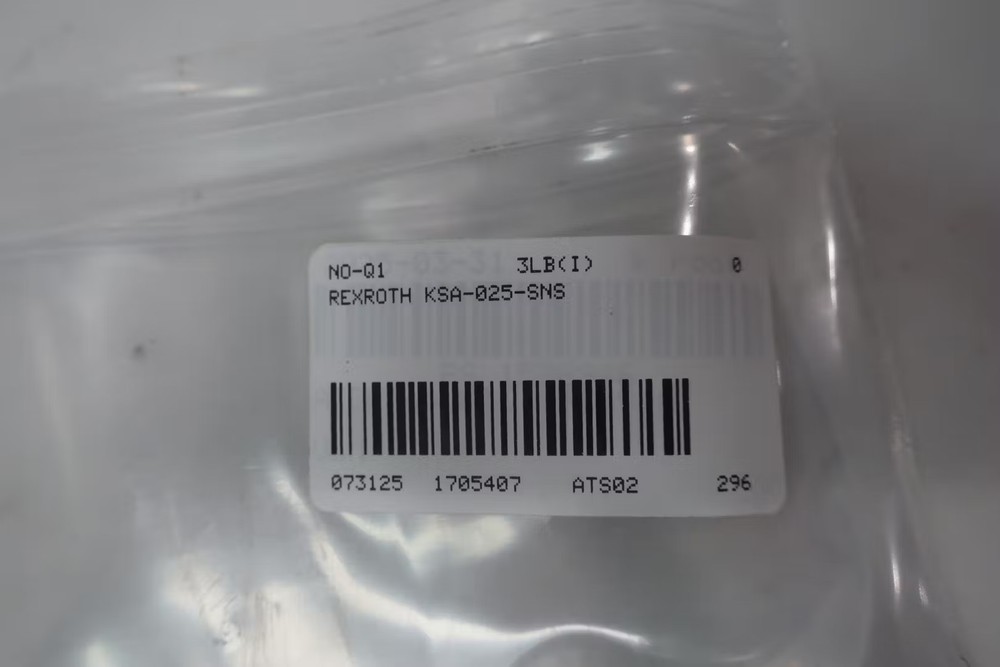 NO-Q1 3LB(I) 0
REXROTH KSA-025-SNS
073125 1705407 ATS02 296